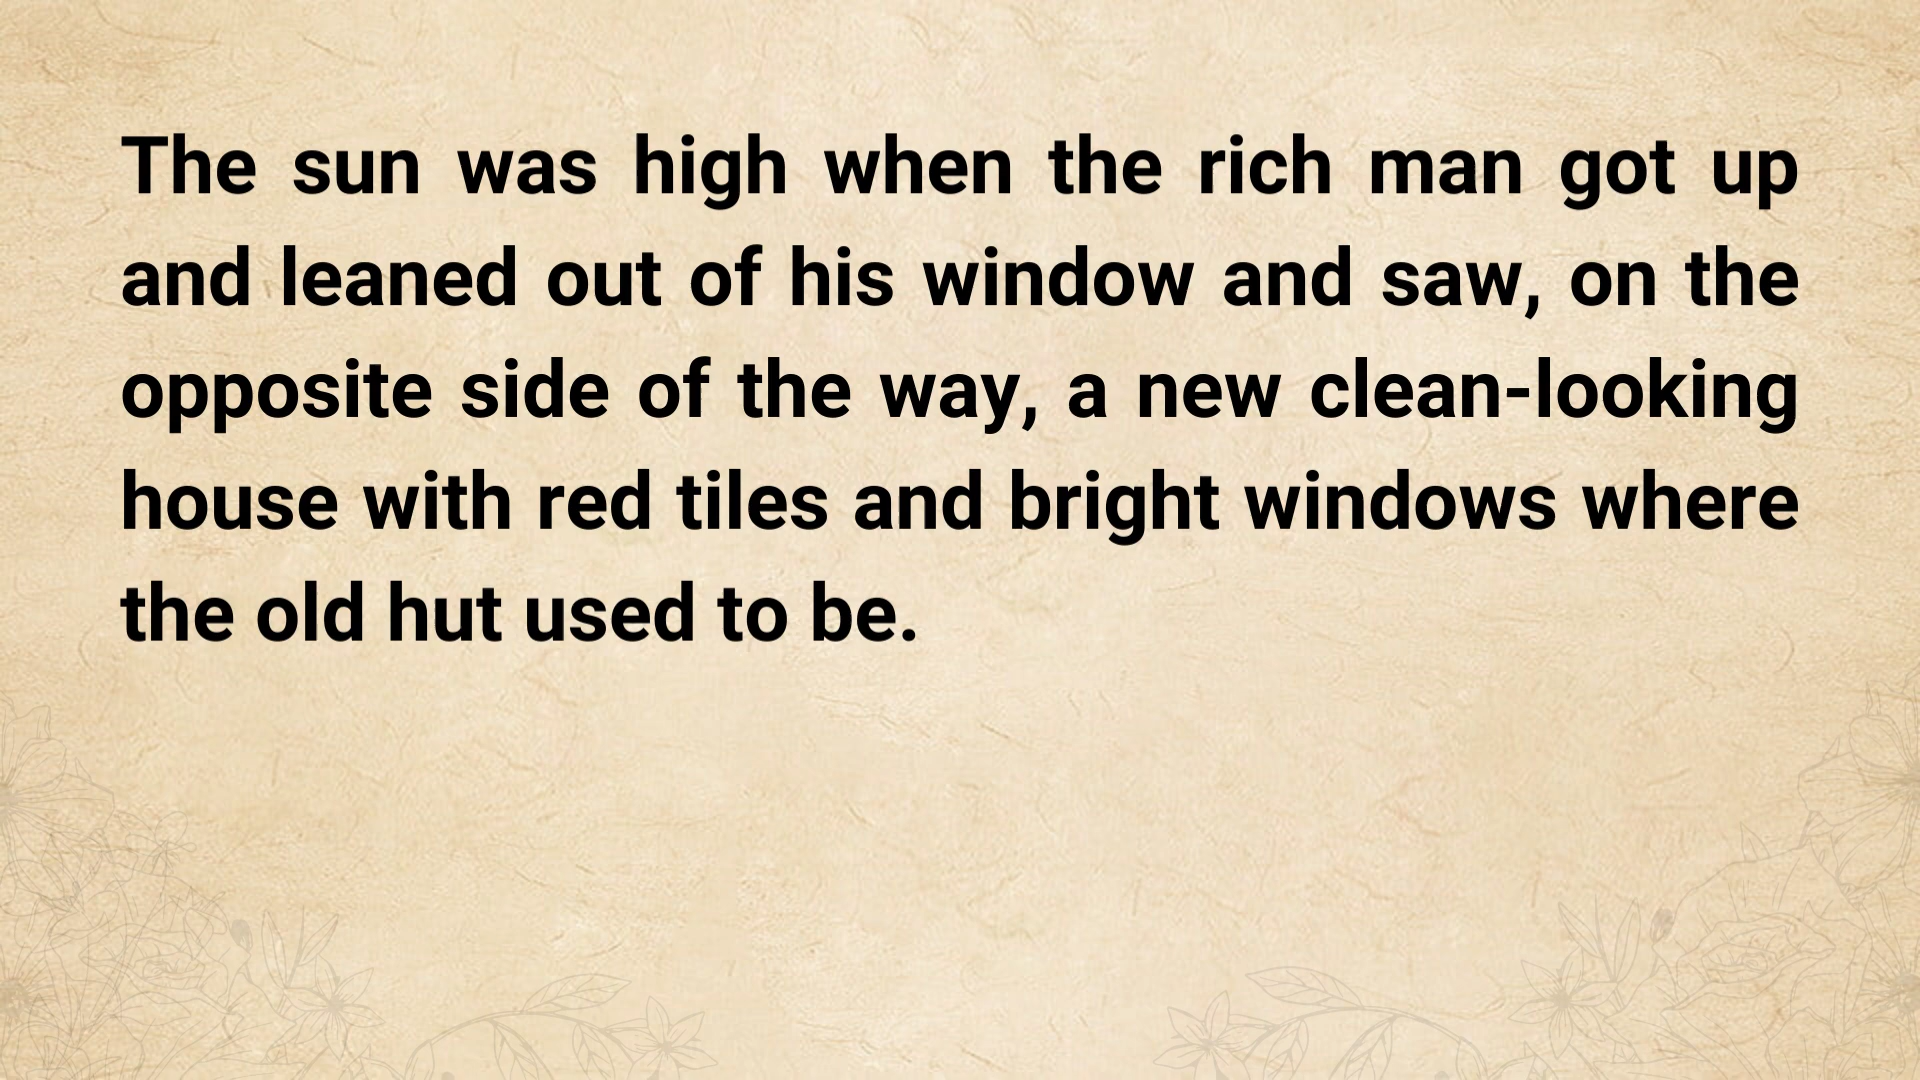 The sun was high when the rich man got up
and leaned out of his window and saw, on the
opposite side of the way, a new clean-looking
house with red tiles and bright windows where
the old hut used to be.